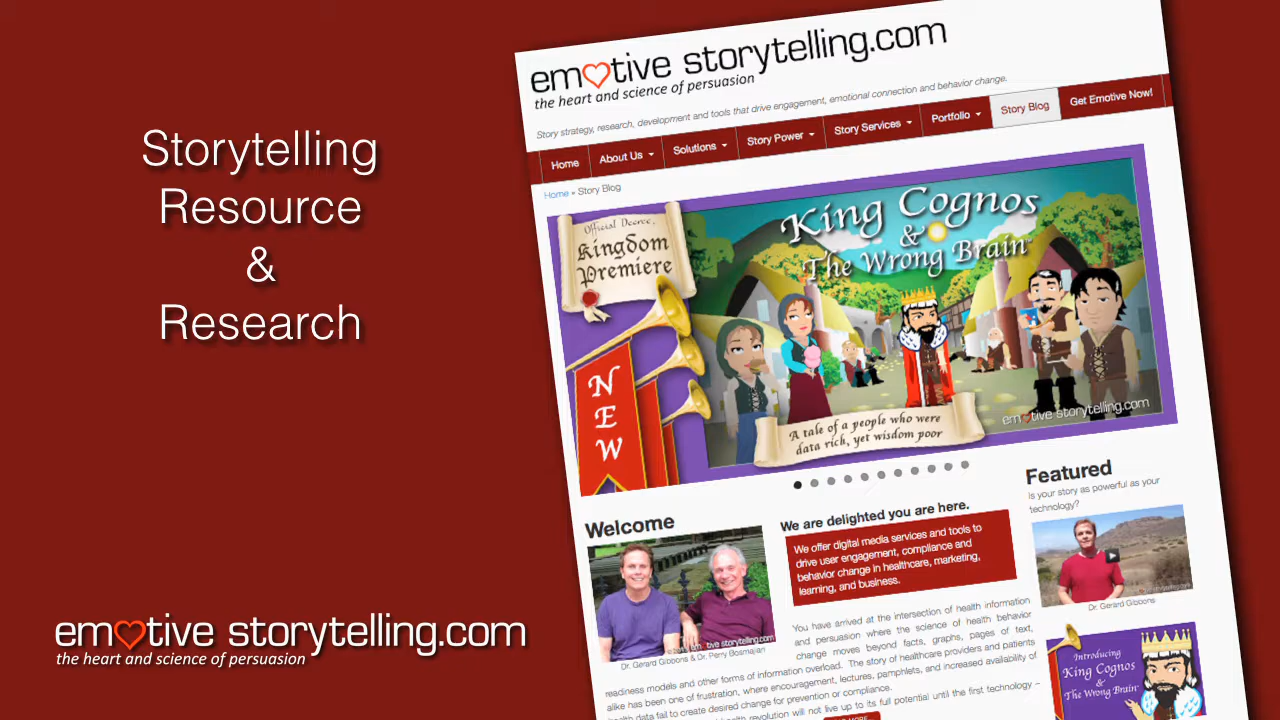 Storytelling
Resource
&
Research
emotive storytelling.com
the heart and science of persuasion
emotive storytelling.com
the heart and science of persuasion
Story strategy, research, development and tools that drive engagement, emotional connection and behavior change.
Home About Us Solutions Story Power Story Services Portfolio Story Blog Get Emotive Now!
Home » Story Blog
Official Decree,
Kingdom
Premiere
King Cognos
&
The Wrong Brain
NEW
A tale of a people who were
data rich, yet wisdom poor
emotive storytelling.com
Welcome
Dr. Gerard Gibbons & Dr. Perry Bosmajian
We are delighted you are here.
We offer digital media services and tools to
drive user engagement, compliance and
behavior change in healthcare, marketing,
learning, and business.
You have arrived at the intersection of health information
and persuasion where the science of health behavior
change moves beyond facts, graphs, pages of text,
readiness models and other forms of information overload. The story of healthcare providers and patients
alike has been one of frustration, where encouragement, lectures, pamphlets, and increased availability of
health data fail to create desired change for prevention or compliance.
revolution will not live up to its full potential until the first technology –
Featured
Is your story as powerful as your
technology?
Dr. Gerard Gibbons
Introducing
King Cognos
&
The Wrong Brain